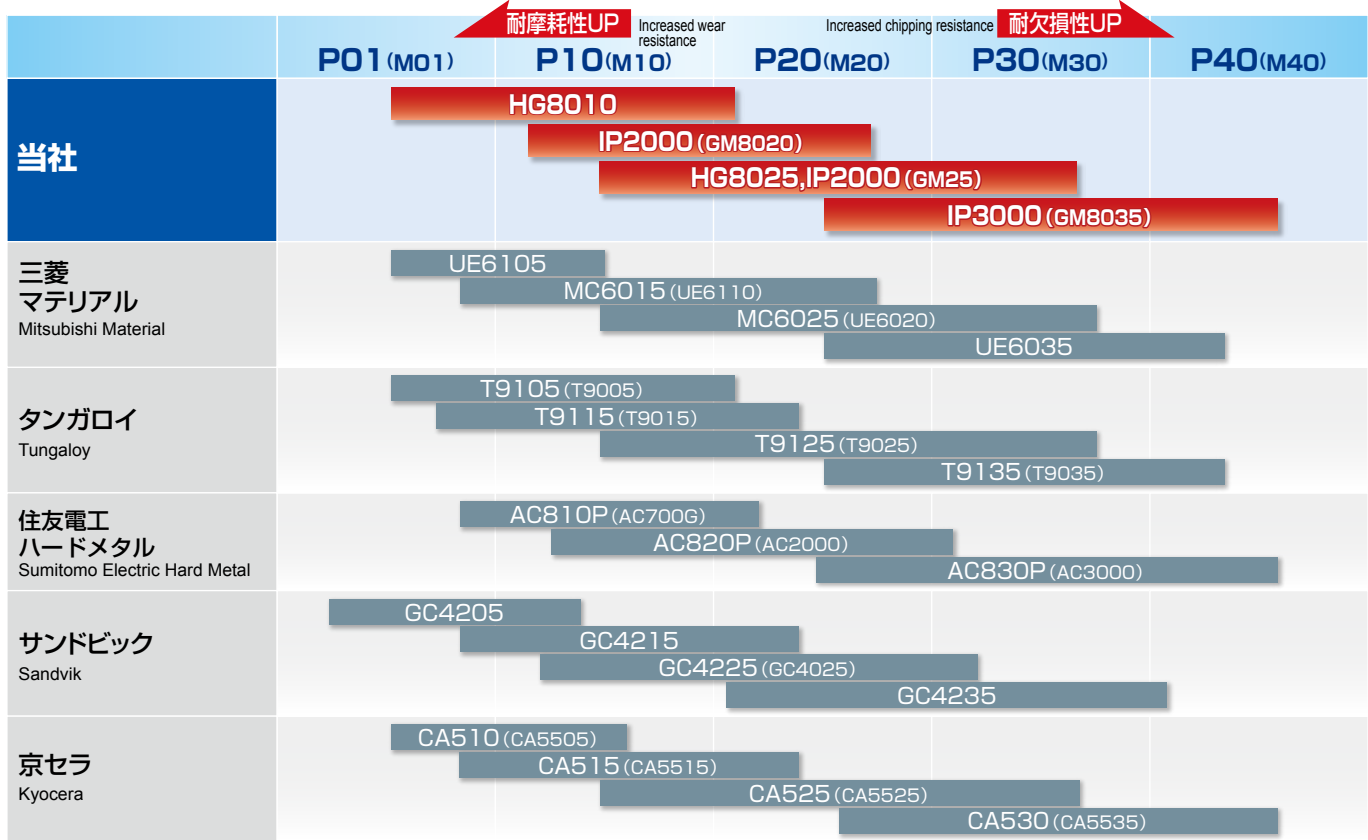 耐摩耗性UP Increased wear resistance Increased chipping resistance 耐欠損性UP
P01(M01) P10(M10) P20(M20) P30(M30) P40(M40)
当社
HG8010
IP2000(GM8020)
HG8025,IP2000(GM25)
IP3000(GM8035)
三菱
マテリアル
Mitsubishi Material
UE6105
MC6015(UE6110)
MC6025(UE6020)
UE6035
タンガロイ
Tungaloy
T9105(T9005)
T9115(T9015)
T9125(T9025)
T9135(T9035)
住友電工
ハードメタル
Sumitomo Electric Hard Metal
AC810P(AC700G)
AC820P(AC2000)
AC830P(AC3000)
サンドビック
Sandvik
GC4205
GC4215
GC4225(GC4025)
GC4235
京セラ
Kyocera
CA510(CA5505)
CA515(CA5515)
CA525(CA5525)
CA530(CA5535)